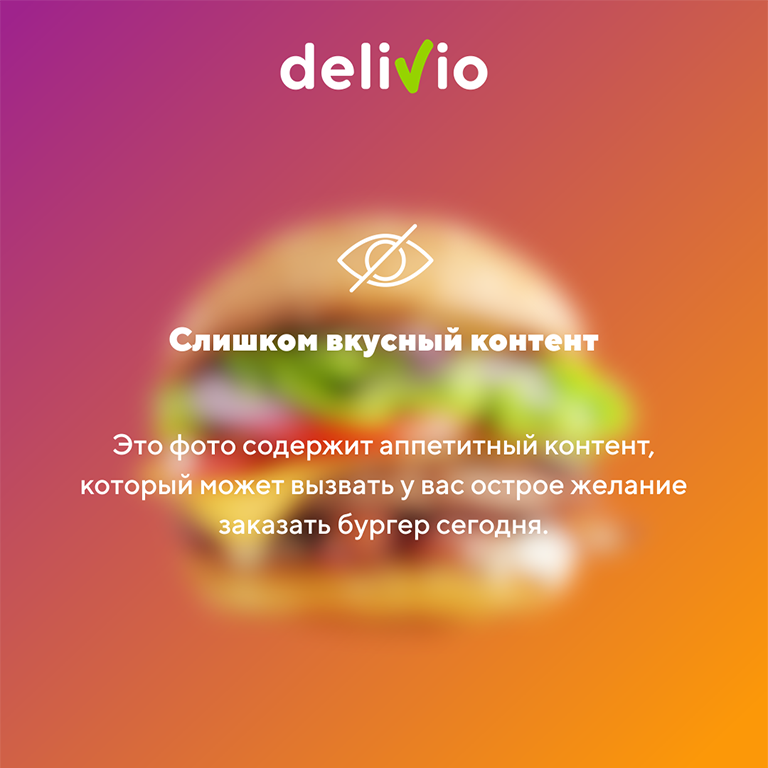 delivio
Слишком вкусный контент
Это фото содержит аппетитный контент,
который может вызвать у вас острое желание
заказать бургер сегодня.